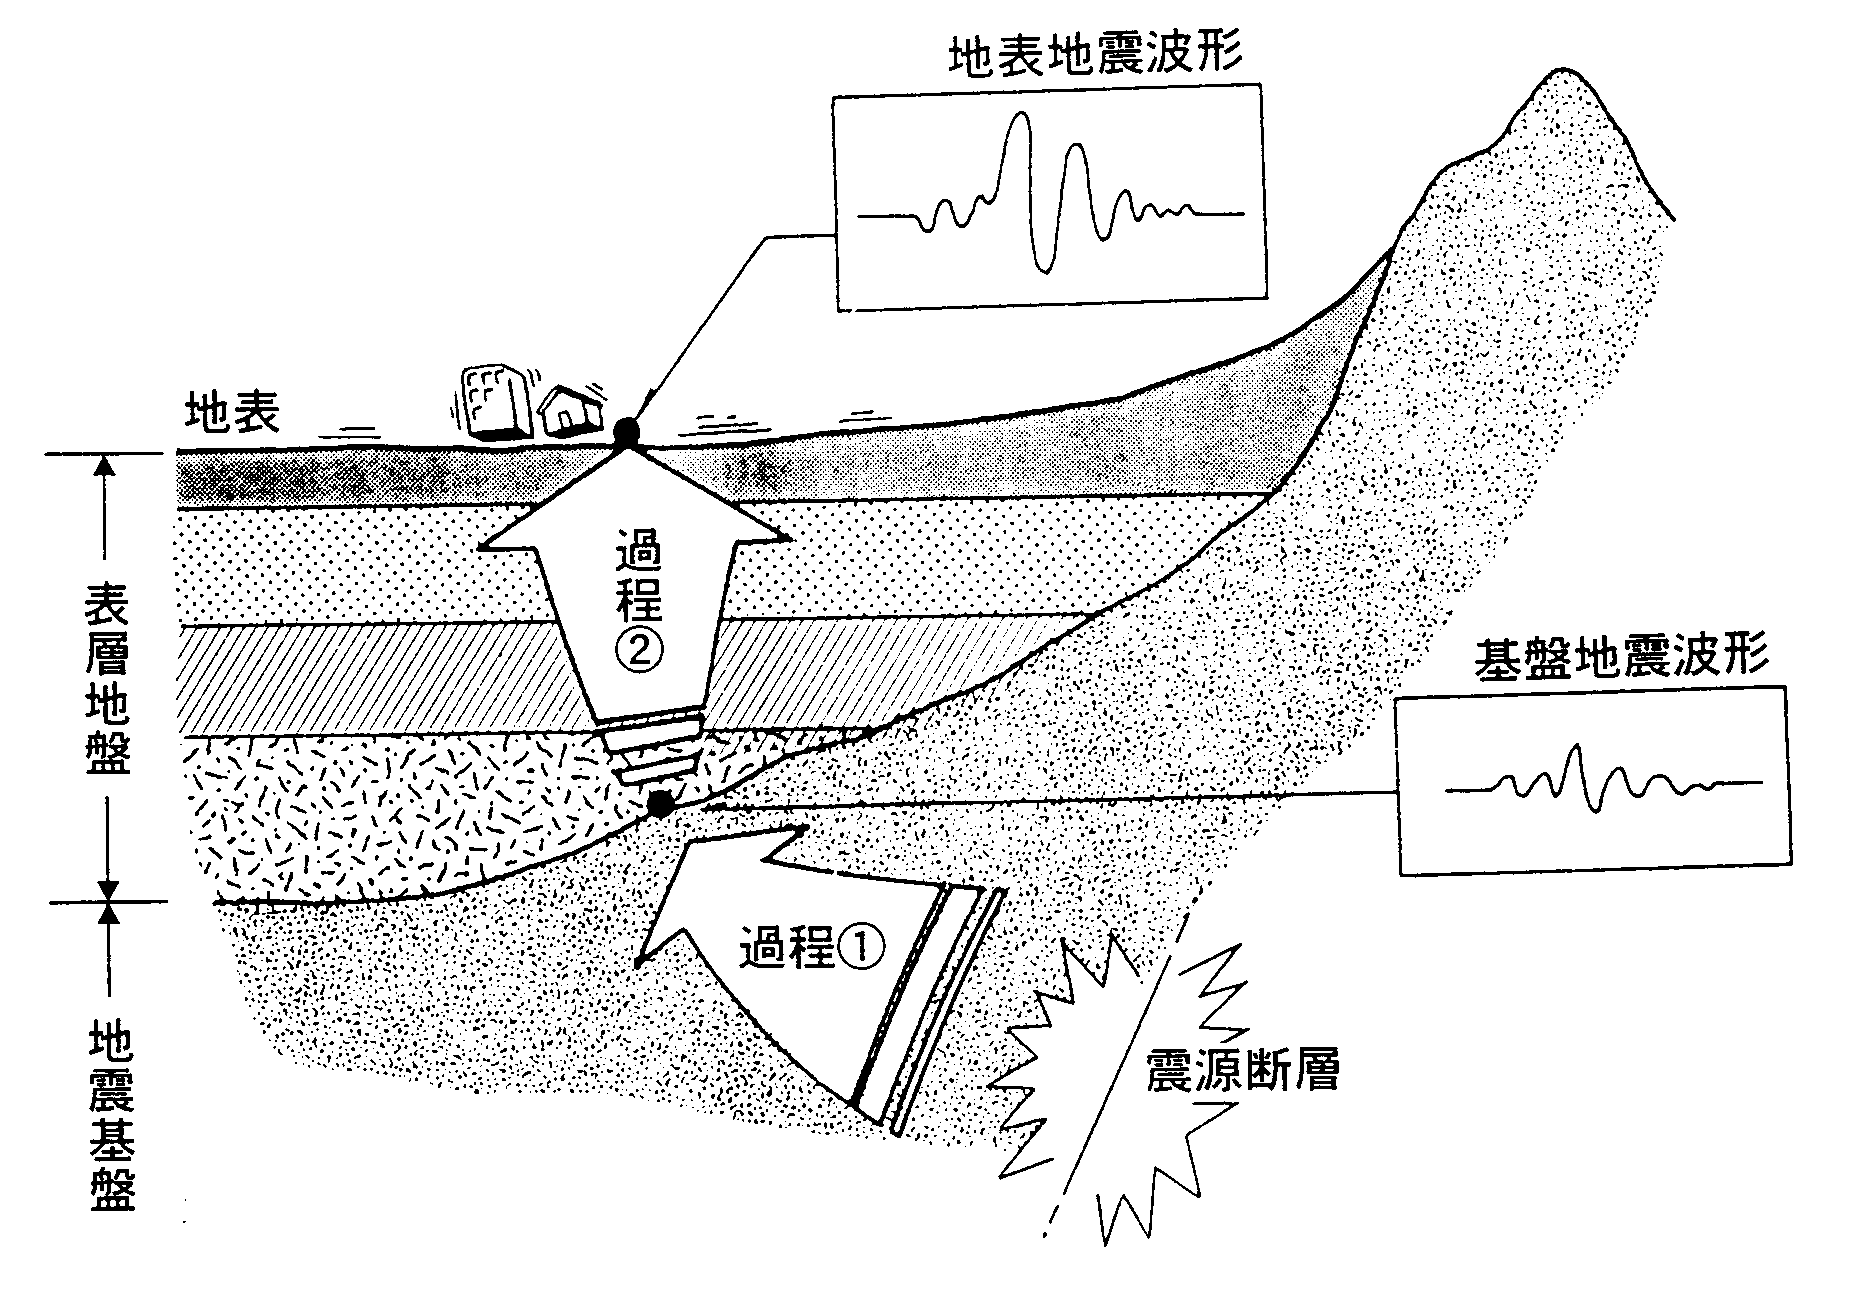 地表地震波形
地表
過程②
表層地盤
基盤地震波形
過程①
地震基盤
震源断層